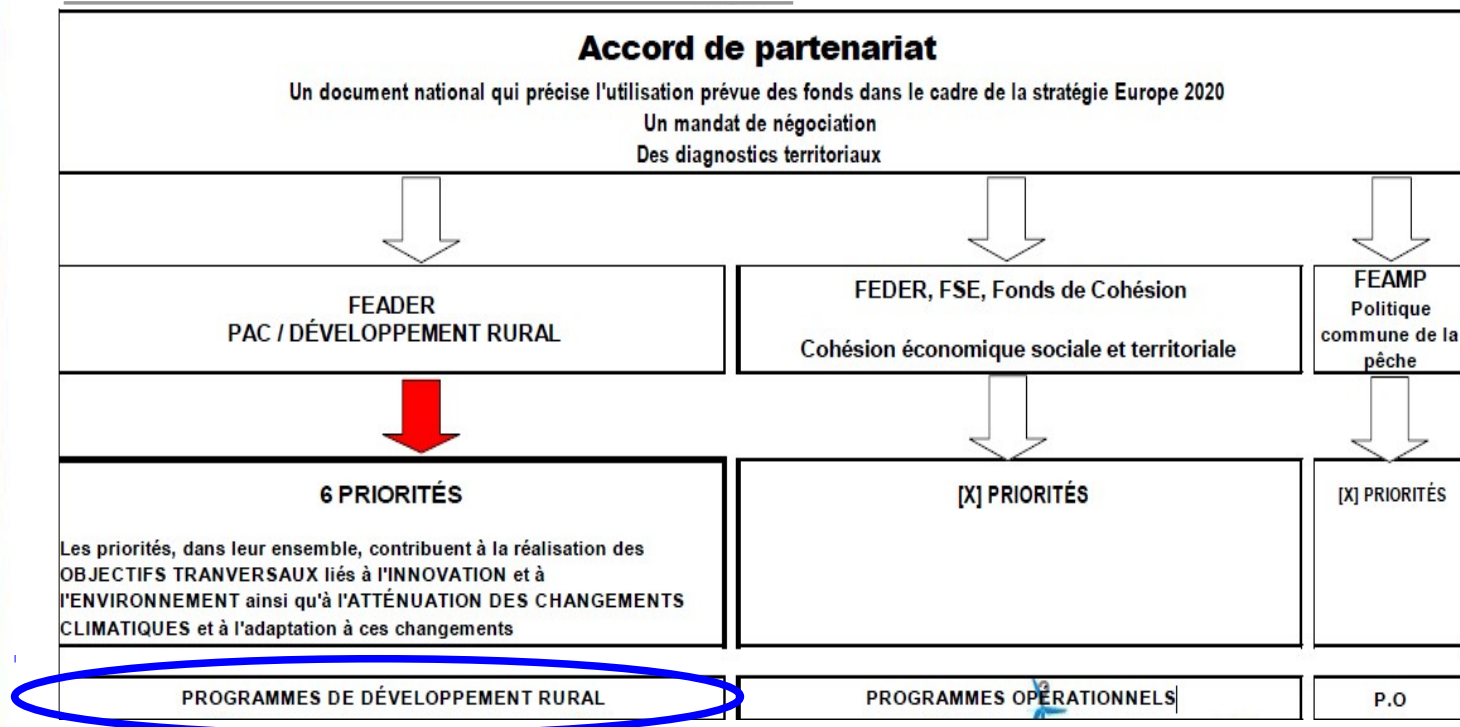 Accord de partenariat
Un document national qui précise l'utilisation prévue des fonds dans le cadre de la stratégie Europe 2020
Un mandat de négociation
Des diagnostics territoriaux
FEADER
PAC / DÉVELOPPEMENT RURAL
FEDER, FSE, Fonds de Cohésion
Cohésion économique sociale et territoriale
FEAMP
Politique
commune de la
pêche
6 PRIORITÉS
Les priorités, dans leur ensemble, contribuent à la réalisation des
OBJECTIFS TRANVERSAUX liés à l'INNOVATION et à
l'ENVIRONNEMENT ainsi qu'à l'ATTÉNUATION DES CHANGEMENTS
CLIMATIQUES et à l'adaptation à ces changements
[X] PRIORITÉS
[X] PRIORITÉS
PROGRAMMES DE DÉVELOPPEMENT RURAL
PROGRAMMES OPÉRATIONNELS
P.O